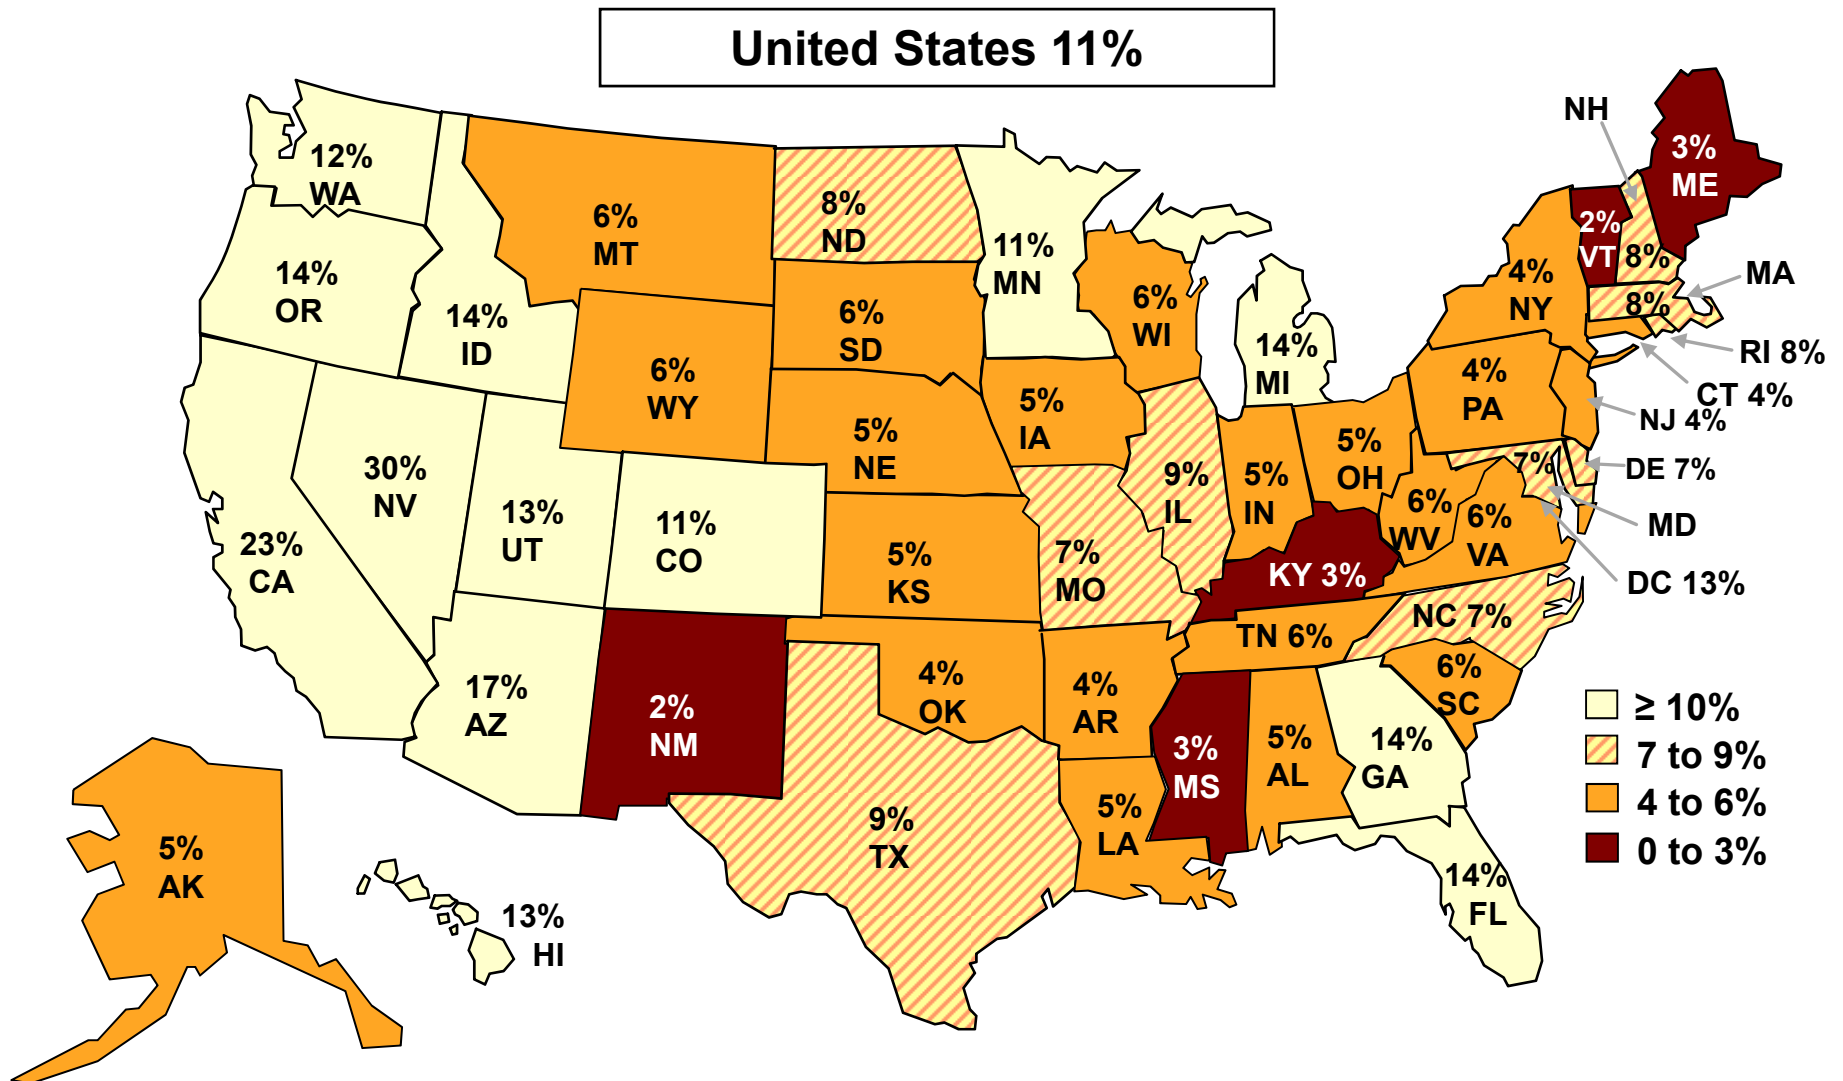 United States 11%
NH
3%
ME
12%
WA
8%
ND
6%
MT
2%
VT
8%
11%
MN
14%
OR
4%
NY
MA
8%
6%
WI
6%
SD
14%
ID
14%
MI
RI 8%
CT 4%
4%
PA
NJ 4%
6%
WY
5%
IA
5%
NE
5%
OH
7%
DE 7%
30%
NV
9%
IL
5%
IN
6%
WV
6%
VA
MD
13%
UT
11%
CO
23%
CA
5%
KS
7%
MO
KY 3%
DC 13%
NC 7%
TN 6%
6%
SC
17%
AZ
2%
NM
4%
OK
4%
AR
3%
MS
5%
AL
14%
GA
≥ 10%
7 to 9%
4 to 6%
0 to 3%
9%
TX
5%
LA
5%
AK
14%
FL
13%
HI